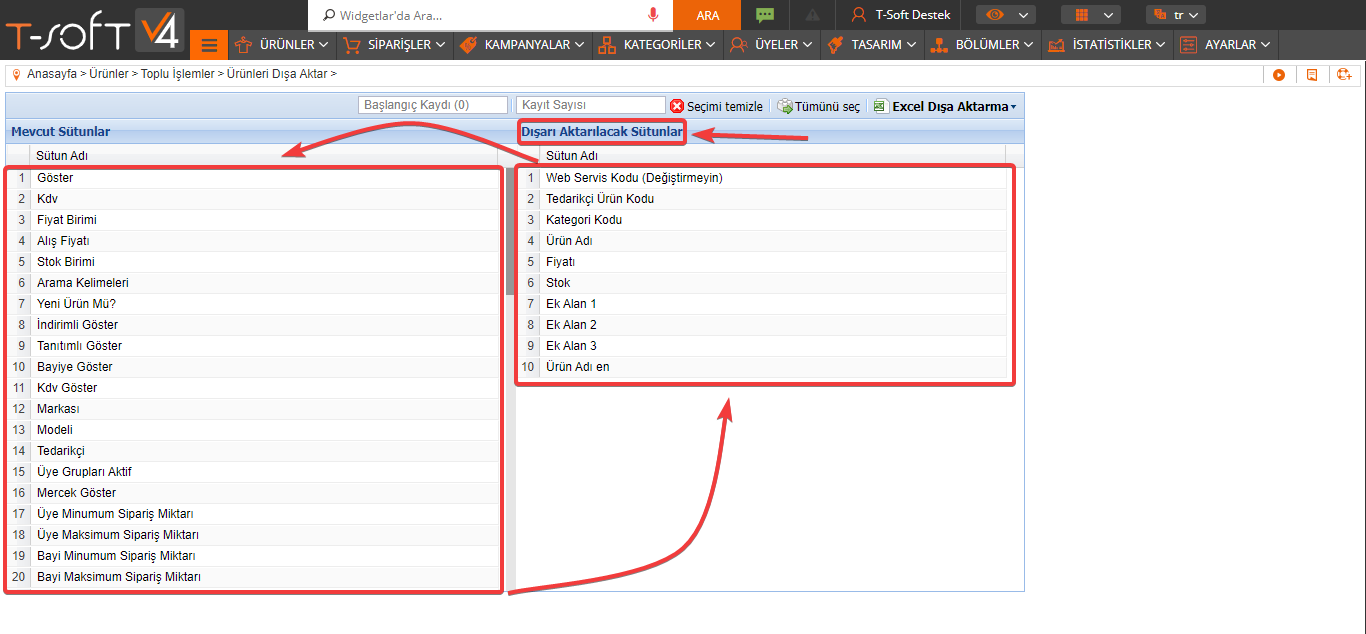 T-SOFT V4
Widgetlar'da Ara...
ARA
T-Soft Destek
tr
ÜRÜNLER
SİPARİŞLER
KAMPANYALAR
KATEGORİLER
ÜYELER
TASARIM
BÖLÜMLER
İSTATİSTİKLER
AYARLAR
Anasayfa > Ürünler > Toplu İşlemler > Ürünleri Dışa Aktar >
Başlangıç Kaydı (0)
Kayıt Sayısı
Seçimi temizle
Tümünü seç
Excel Dışa Aktarma
Mevcut Sütunlar
Sütun Adı
1 Göster
2 Kdv
3 Fiyat Birimi
4 Alış Fiyatı
5 Stok Birimi
6 Arama Kelimeleri
7 Yeni Ürün Mü?
8 İndirimli Göster
9 Tanıtımlı Göster
10 Bayiye Göster
11 Kdv Göster
12 Markası
13 Modeli
14 Tedarikçi
15 Üye Grupları Aktif
16 Mercek Göster
17 Üye Minumum Sipariş Miktarı
18 Üye Maksimum Sipariş Miktarı
19 Bayi Minumum Sipariş Miktarı
20 Bayi Maksimum Sipariş Miktarı
Dışarı Aktarılacak Sütunlar
Sütun Adı
1 Web Servis Kodu (Değiştirmeyin)
2 Tedarikçi Ürün Kodu
3 Kategori Kodu
4 Ürün Adı
5 Fiyatı
6 Stok
7 Ek Alan 1
8 Ek Alan 2
9 Ek Alan 3
10 Ürün Adı en